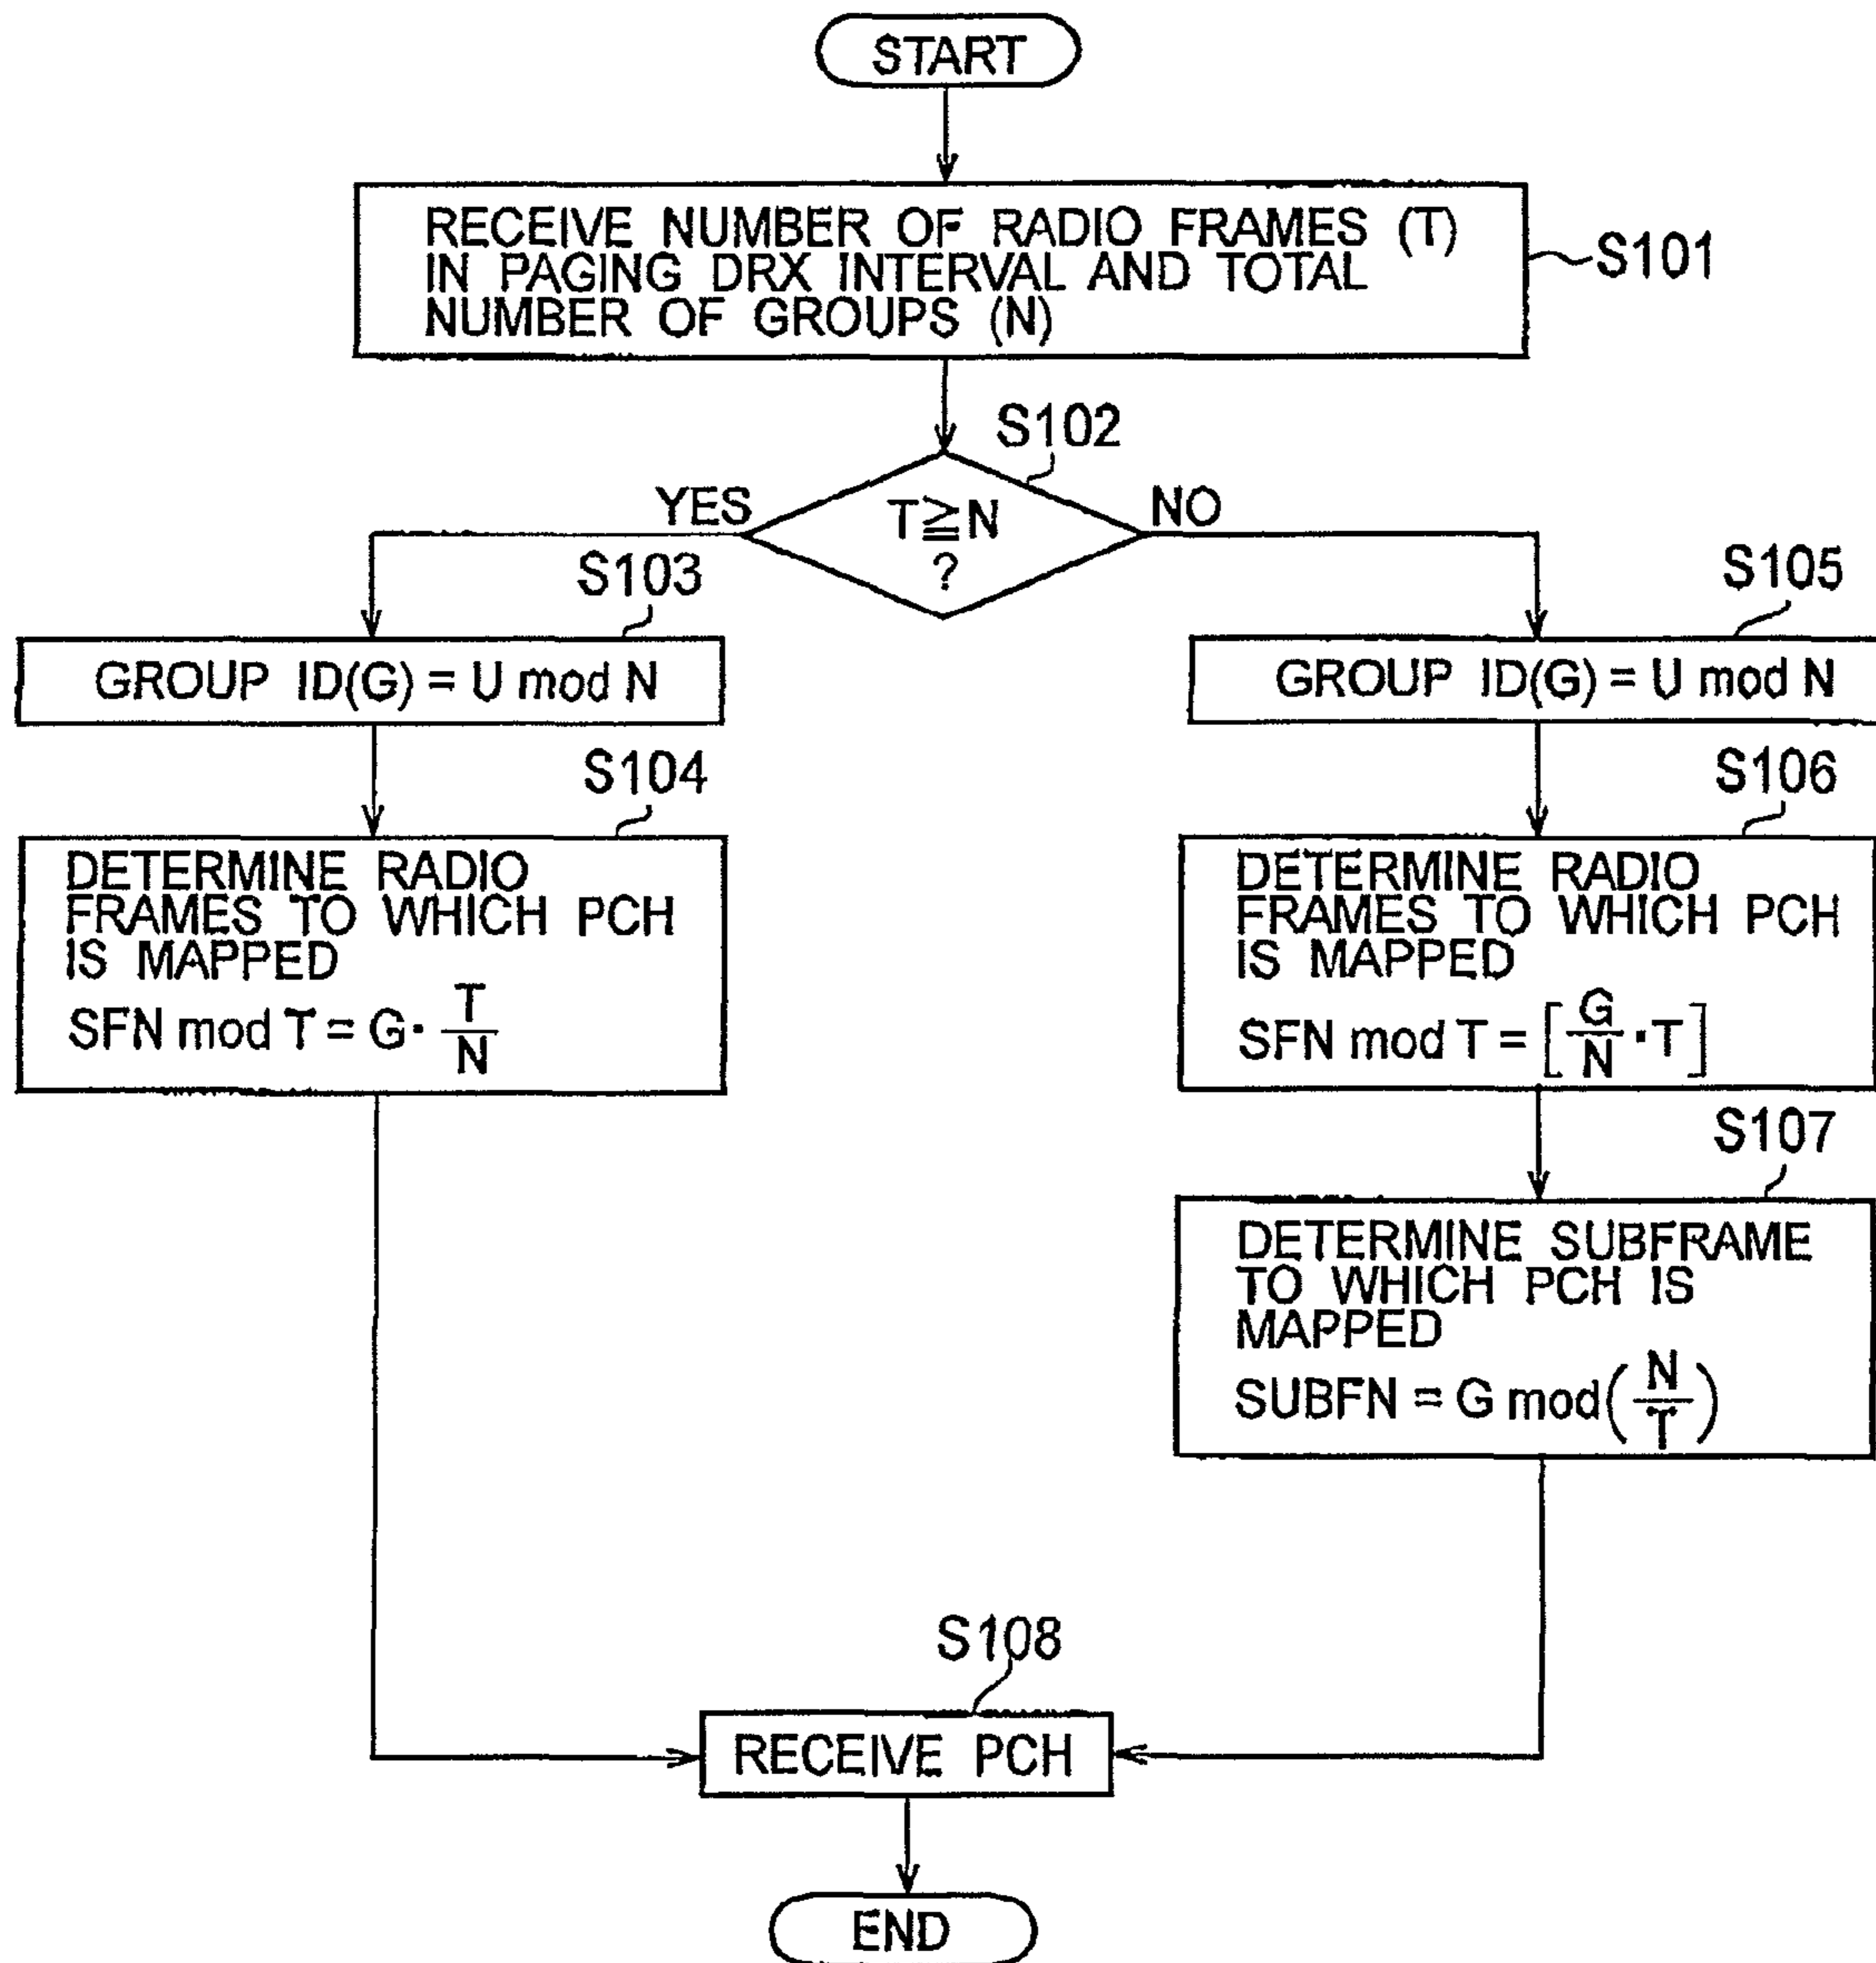 START
RECEIVE NUMBER OF RADIO FRAMES (T)
IN PAGING DRX INTERVAL AND TOTAL
NUMBER OF GROUPS (N)
S101
S102
T≧N
?
YES
NO
S103
GROUP ID(G) = U mod N
S104
DETERMINE RADIO
FRAMES TO WHICH PCH
IS MAPPED
SFN mod T = G· T/N
S105
GROUP ID(G) = U mod N
S106
DETERMINE RADIO
FRAMES TO WHICH PCH
IS MAPPED
SFN mod T = [G/N · T]
S107
DETERMINE SUBFRAME
TO WHICH PCH IS
MAPPED
SUBFN = G mod(N/T)
S108
RECEIVE PCH
END